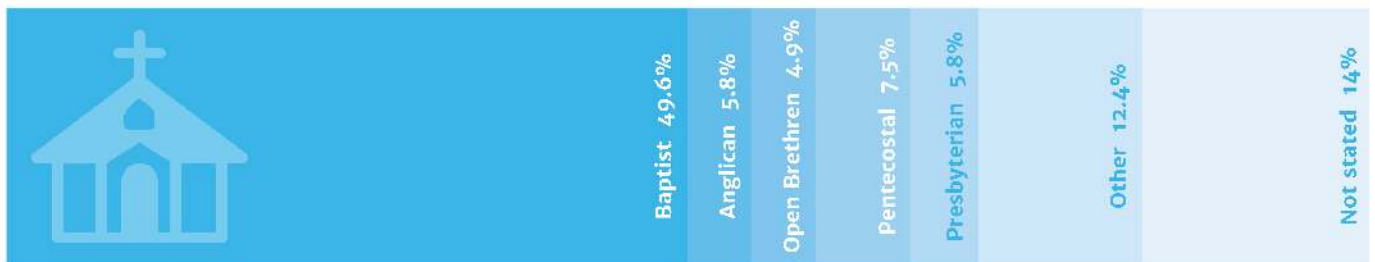 Baptist 49.6%
Anglican 5.8%
Open Brethren 4.9%
Pentecostal 7.5%
Presbyterian 5.8%
Other 12.4%
Not stated 14%